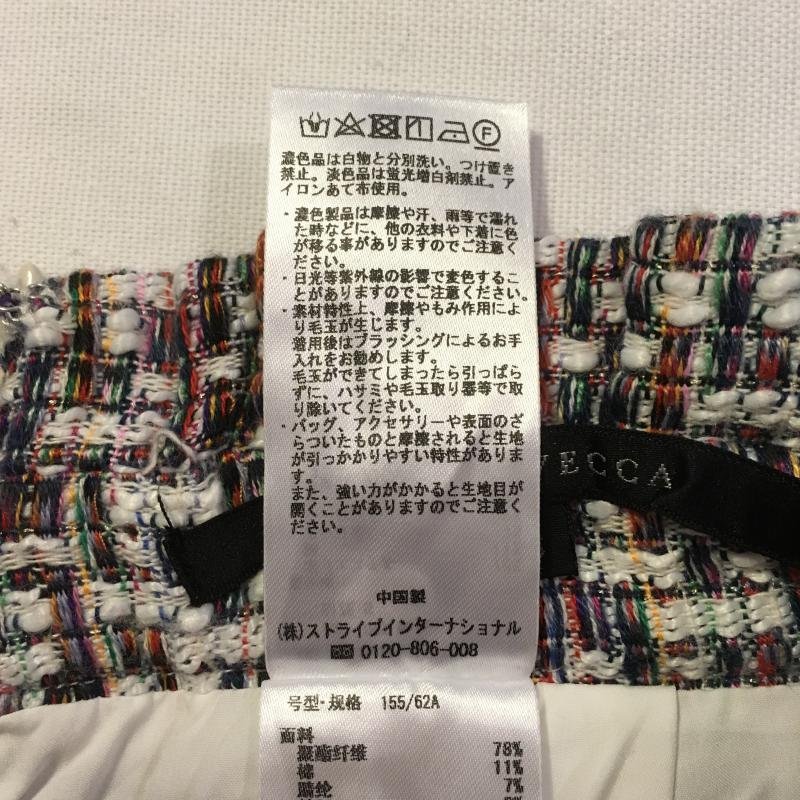 濃色品は白物と分別洗い。つけ置き
禁止。淡色品は蛍光増白剤禁止。ア
イロンあて布使用。
・濃色製品は摩擦や汗、雨等で濡れ
た時などに、他の衣料や下着に色
が移る事がありますのでご注意く
ださい。
・日光等紫外線の影響で変色するこ
とがありますのでご注意ください。
・素材特性上、摩擦やもみ作用によ
り毛玉が生じます。
着用後はブラッシングによるお手
入れをお勧めします。
毛玉ができてしまったら引っぱら
ずに、ハサミや毛玉取り器等で取
り除いてください。
・バッグ、アクセサリーや表面のざ
らついたものと摩擦されると生地
が引っかかりやすい特性がありま
す。
また、強い力がかかると生地目が
開くことがありますのでご注意く
ださい。
VECCA
中国製
(株)ストライプインターナショナル
0120-806-008
号型·规格 155/62A
面料
聚酯纤维 78%
棉 11%
腈纶 7%